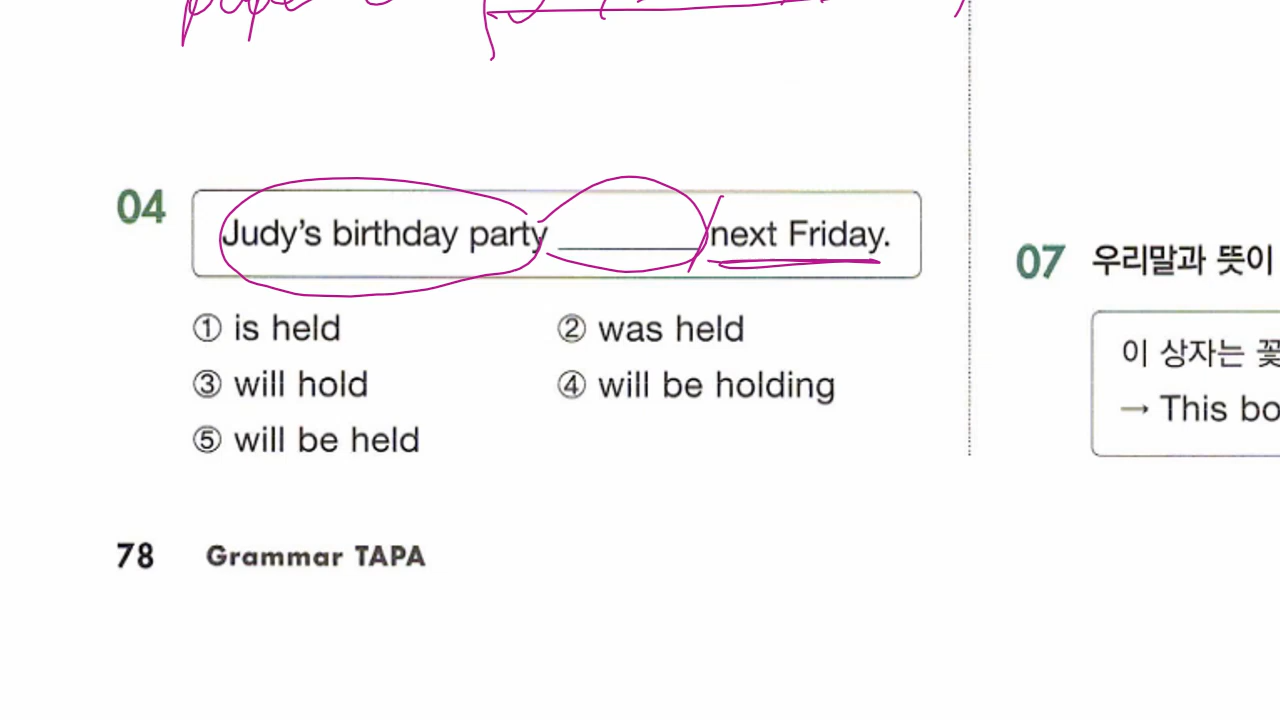 04 Judy's birthday party ________ next Friday.
① is held ② was held
③ will hold ④ will be holding
⑤ will be held
78 Grammar TAPA
07 우리말과 뜻이
이 상자는
→ This bo